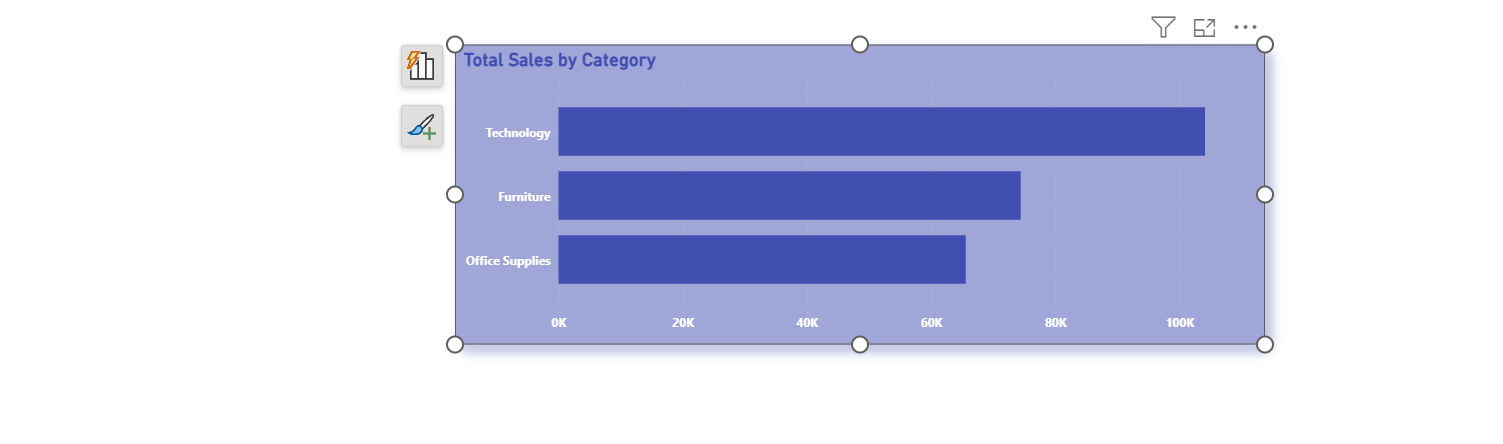 Total Sales by Category
Technology
Furniture
Office Supplies
0K 20K 40K 60K 80K 100K